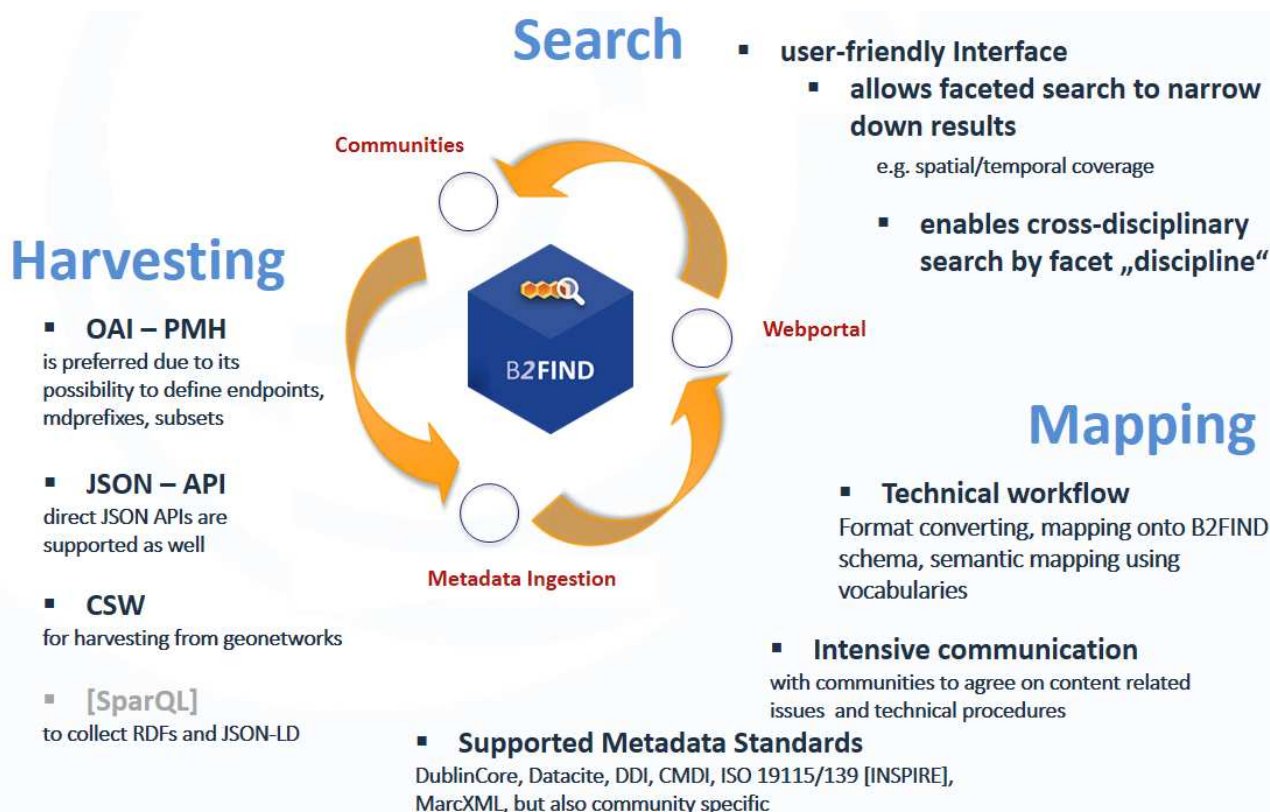 Search
▪ user-friendly Interface
▪ allows faceted search to narrow
down results
e.g. spatial/temporal coverage
▪ enables cross-disciplinary
search by facet „discipline“
Communities
Harvesting
▪ OAI – PMH
is preferred due to its
possibility to define endpoints,
mdprefixes, subsets
▪ JSON – API
direct JSON APIs are
supported as well
▪ CSW
for harvesting from geonetworks
▪ [SparQL]
to collect RDFs and JSON-LD
B2FIND
Webportal
Metadata Ingestion
Mapping
▪ Technical workflow
Format converting, mapping onto B2FIND
schema, semantic mapping using
vocabularies
▪ Intensive communication
with communities to agree on content related
issues and technical procedures
▪ Supported Metadata Standards
DublinCore, Datacite, DDI, CMDI, ISO 19115/139 [INSPIRE],
MarcXML, but also community specific